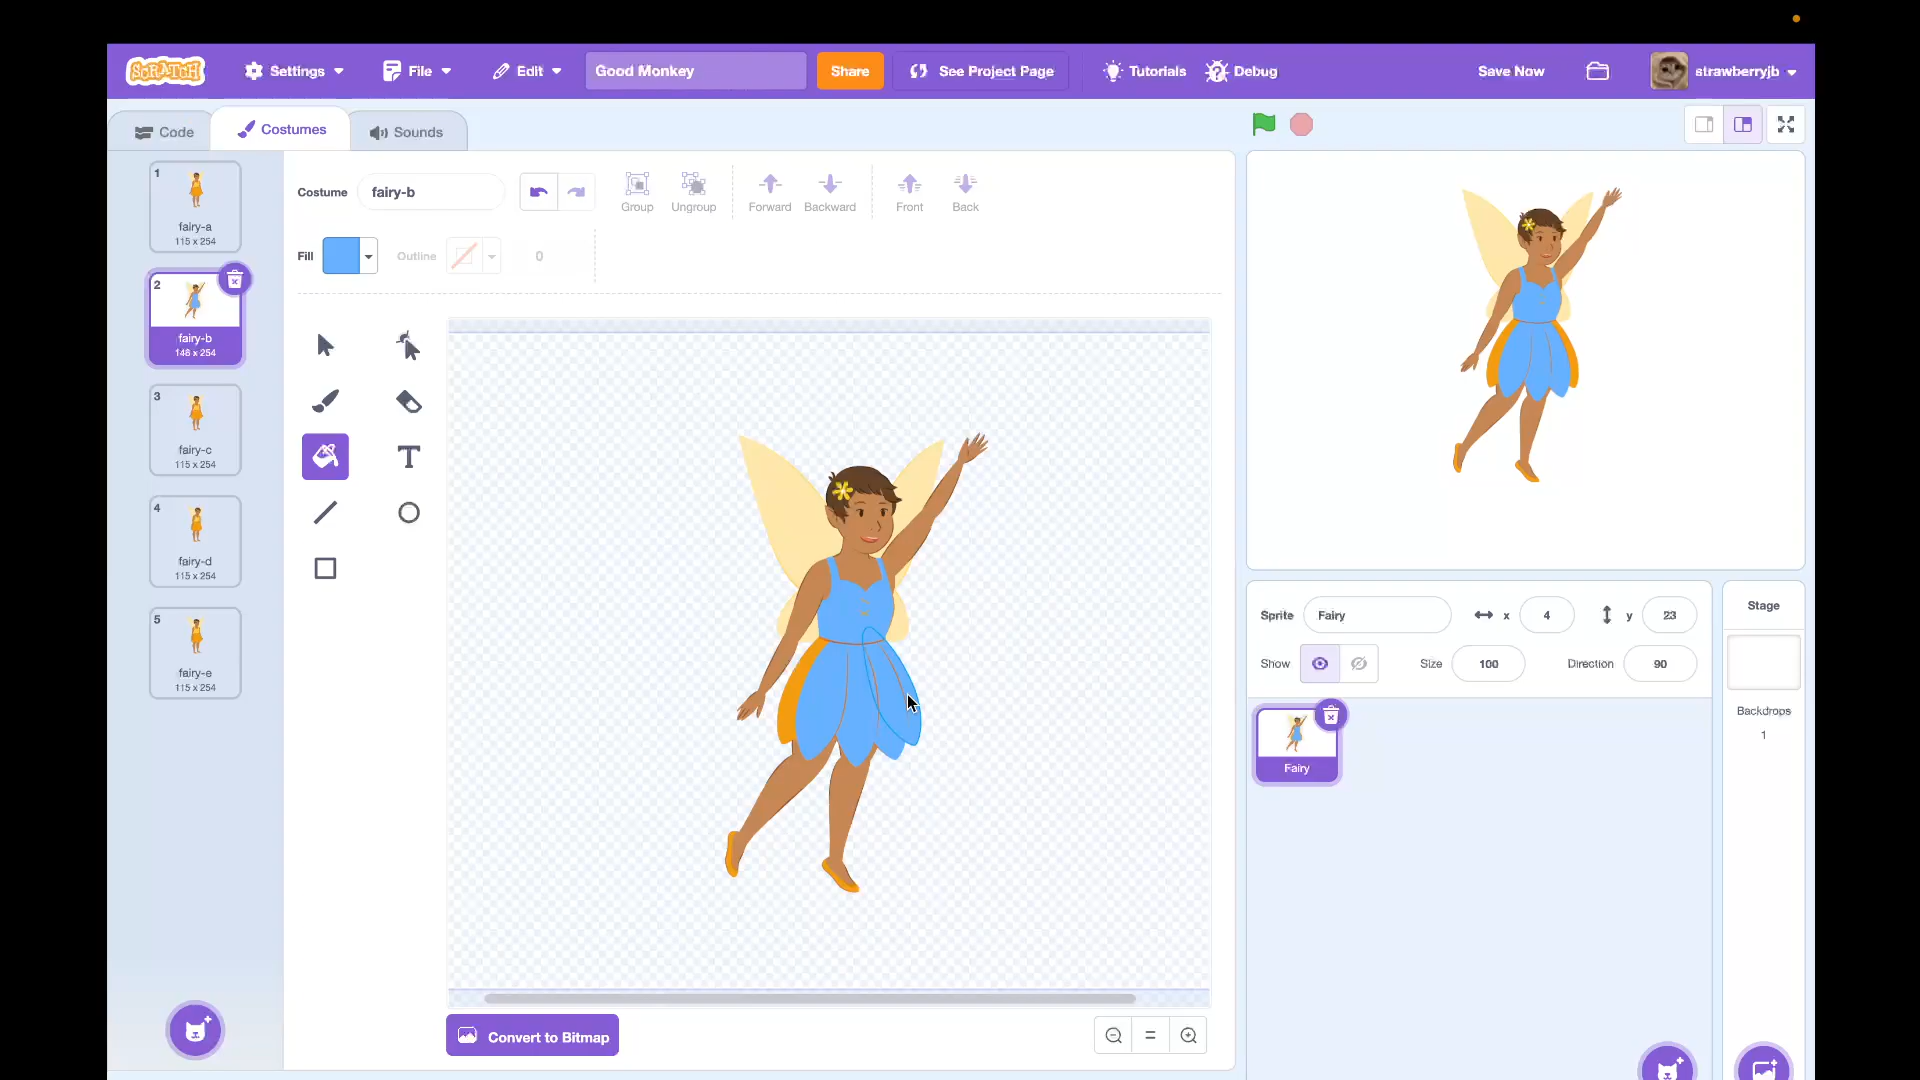 SCRATCH
Settings
File
Edit
Good Monkey
Share
See Project Page
Tutorials
Debug
Save Now
strawberryjb
Code
Costumes
Sounds
1
fairy-a
115 x 254
2
fairy-b
148 x 254
3
fairy-c
115 x 254
4
fairy-d
115 x 254
5
fairy-e
115 x 254
Costume
fairy-b
Group
Ungroup
Forward
Backward
Front
Back
Fill
Outline
0
T
Convert to Bitmap
Sprite
Fairy
x
4
y
23
Show
Size
100
Direction
90
Fairy
Stage
Backdrops
1